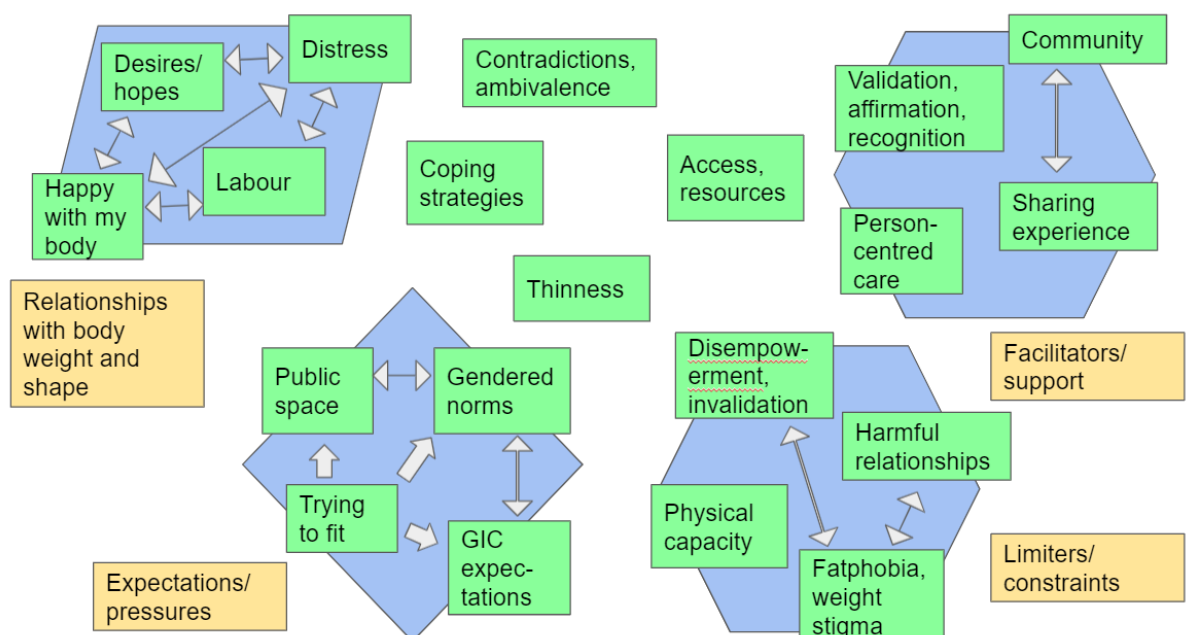 Desires/
hopes
Distress
Happy
with my
body
Labour
Contradictions,
ambivalence
Coping
strategies
Access,
resources
Thinness
Community
Validation,
affirmation,
recognition
Sharing
experience
Person-
centred
care
Relationships
with body
weight and
shape
Public
space
Gendered
norms
Trying
to fit
GIC
expec-
tations
Expectations/
pressures
Disempow-
erment,
invalidation
Harmful
relationships
Physical
capacity
Fatphobia,
weight
stigma
Facilitators/
support
Limiters/
constraints